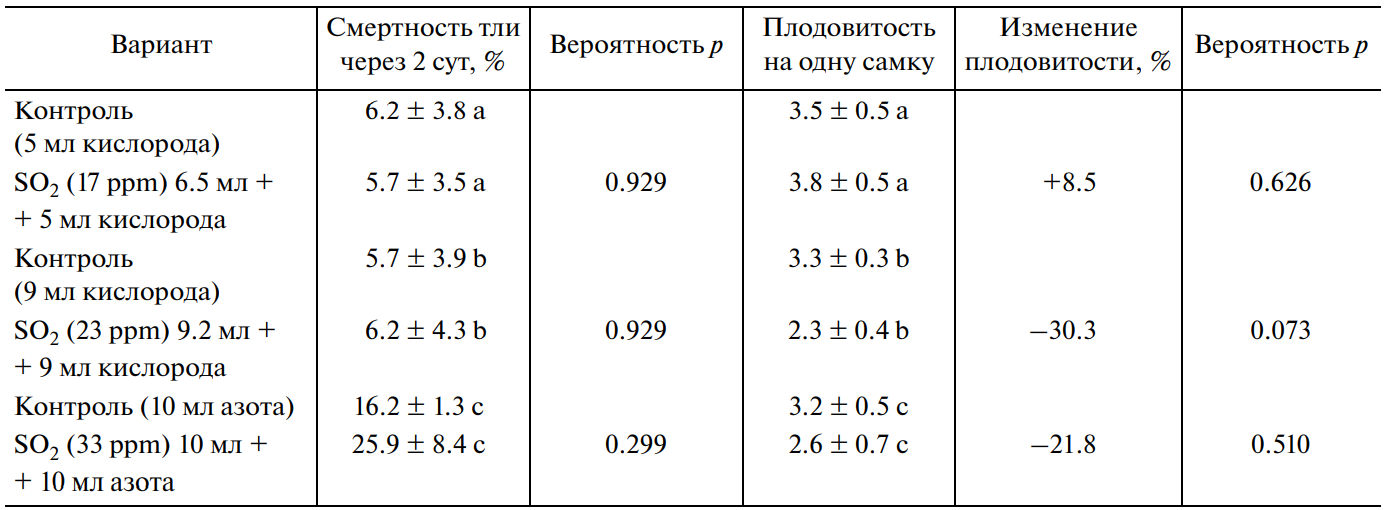 Вариант | Смертность тли через 2 сут, % | Вероятность p | Плодовитость на одну самку | Изменение плодовитости, % | Вероятность p
Контроль | 6.2 ± 3.8 a | | 3.5 ± 0.5 a
(5 мл кислорода)
SO₂ (17 ppm) 6.5 мл + | 5.7 ± 3.5 a | 0.929 | 3.8 ± 0.5 a | +8.5 | 0.626
+ 5 мл кислорода
Контроль | 5.7 ± 3.9 b | | 3.3 ± 0.3 b
(9 мл кислорода)
SO₂ (23 ppm) 9.2 мл + | 6.2 ± 4.3 b | 0.929 | 2.3 ± 0.4 b | −30.3 | 0.073
+ 9 мл кислорода
Контроль (10 мл азота) | 16.2 ± 1.3 c | | 3.2 ± 0.5 c
SO₂ (33 ppm) 10 мл + | 25.9 ± 8.4 c | 0.299 | 2.6 ± 0.7 c | −21.8 | 0.510
+ 10 мл азота